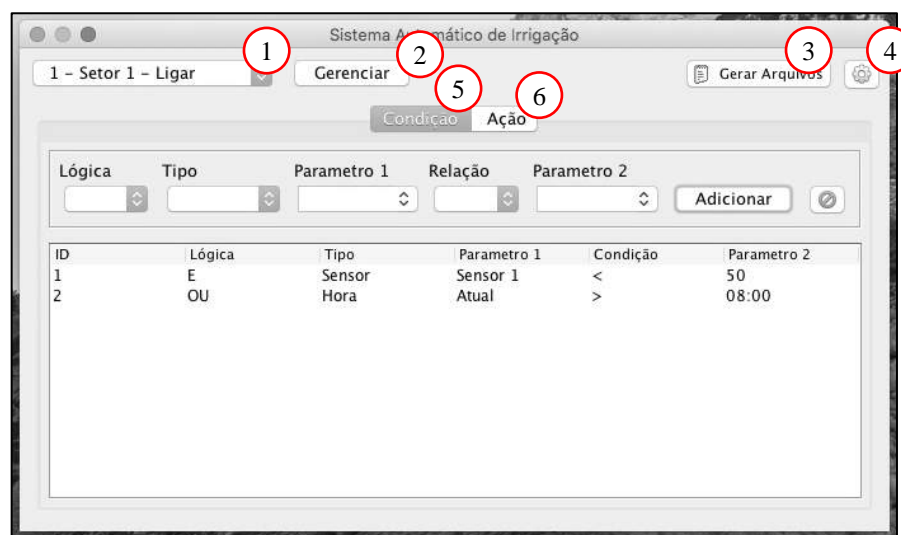 Sistema Automático de Irrigação
1 2 3 4
1 – Setor 1 – Ligar Gerenciar Gerar Arquivos
5 6
Condição Ação
Lógica Tipo Parametro 1 Relação Parametro 2
Adicionar
ID Lógica Tipo Parametro 1 Condição Parametro 2
1 E Sensor Sensor 1 < 50
2 OU Hora Atual > 08:00